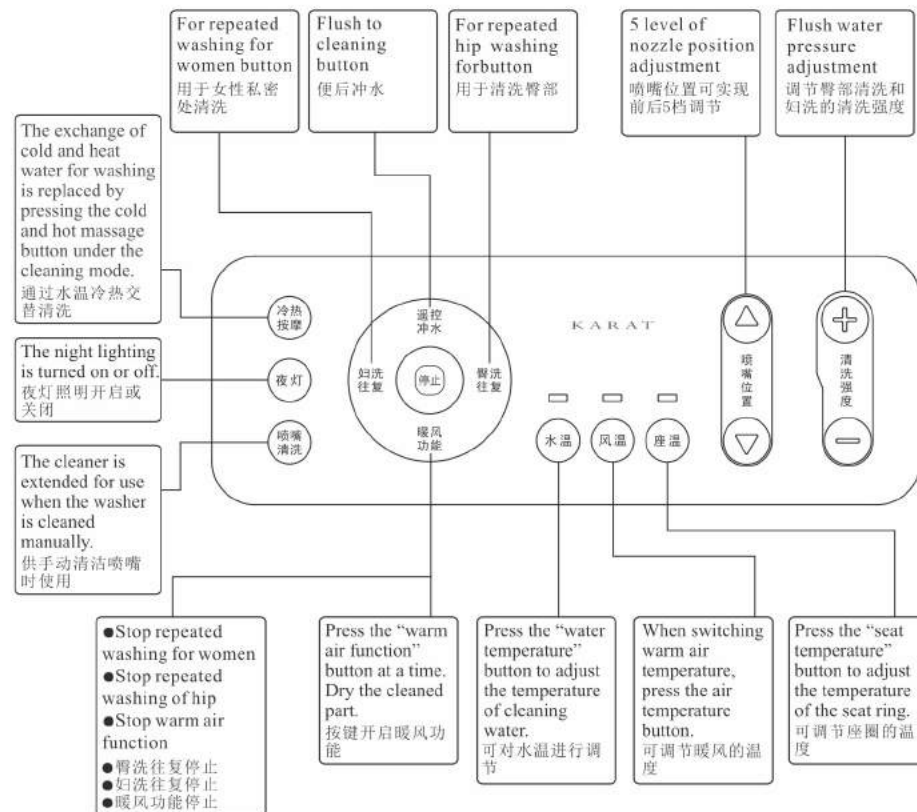 For repeated
washing for
women button
用于女性私密
处清洗
Flush to
cleaning
button
便后冲水
For repeated
hip washing
forbutton
用于清洗臀部
5 level of
nozzle position
adjustment
喷嘴位置可实现
前后5档调节
Flush water
pressure
adjustment
调节臀部清洗和
妇洗的清洗强度
The exchange of
cold and heat
water for washing
is replaced by
pressing the cold
and hot massage
button under the
cleaning mode.
通过水温冷热交
替清洗
The night lighting
is turned on or off.
夜灯照明开启或
关闭
The cleaner is
extended for use
when the washer
is cleaned
manually.
供手动清洁喷嘴
时使用
冷热
按摩
夜灯
喷嘴
清洗
遥控
冲水
妇洗
往复
停止
臀洗
往复
暖风
功能
KARAT
水温
风温
座温
喷嘴位置
清洗强度
●Stop repeated
washing for women
●Stop repeated
washing of hip
●Stop warm air
function
●臀洗往复停止
●妇洗往复停止
●暖风功能停止
Press the “warm
air function”
button at a time.
Dry the cleaned
part.
按键开启暖风功
能
Press the “water
temperature”
button to adjust
the temperature
of cleaning
water.
可对水温进行调
节
When switching
warm air
temperature,
press the air
temperature
button.
可调节暖风的温
度
Press the “seat
temperature”
button to adjust
the temperature
of the seat ring.
可调节座圈的温
度